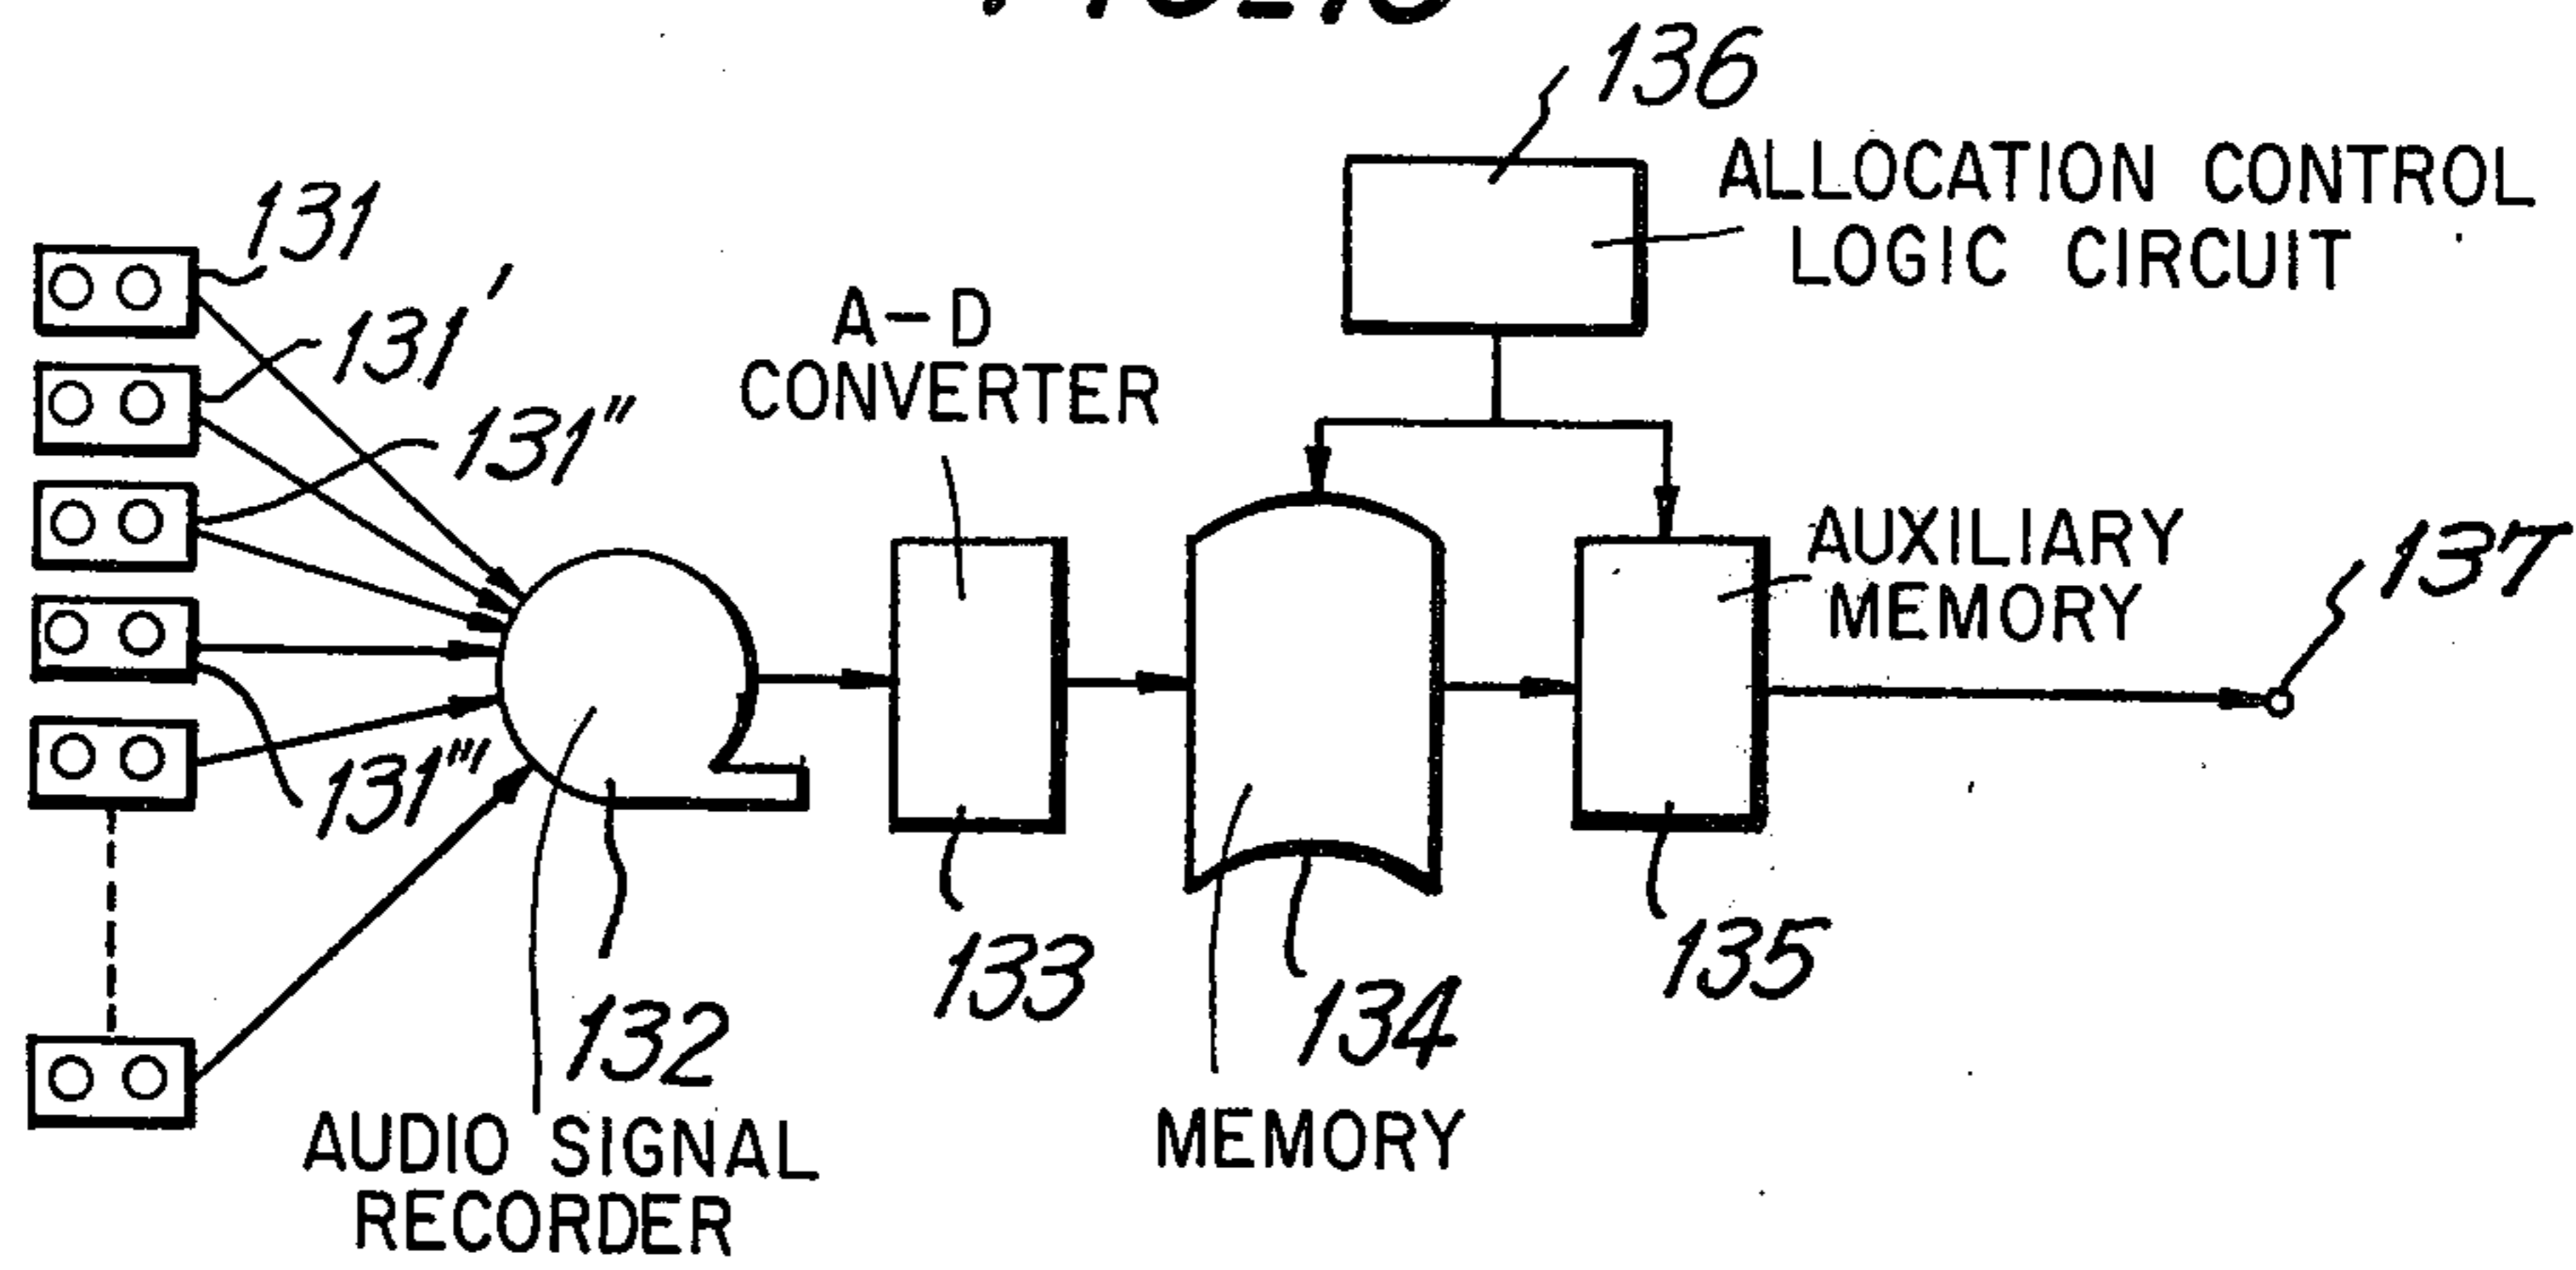 136
ALLOCATION CONTROL
LOGIC CIRCUIT
131
131'
131"
131"'
A-D
CONVERTER
AUXILIARY
MEMORY
137
132
133
134
135
AUDIO SIGNAL
RECORDER
MEMORY